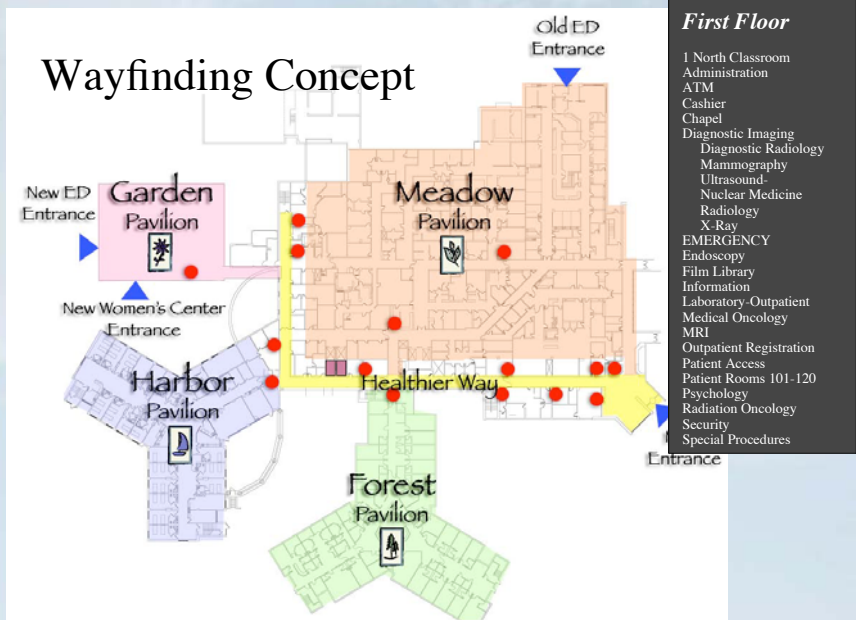 Wayfinding Concept
Old ED
Entrance
New ED
Entrance
Garden
Pavilion
Meadow
Pavilion
New Women's Center
Entrance
Harbor
Pavilion
Healthier Way
Forest
Pavilion
Entrance
First Floor
1 North Classroom
Administration
ATM
Cashier
Chapel
Diagnostic Imaging
Diagnostic Radiology
Mammography
Ultrasound-
Nuclear Medicine
Radiology
X-Ray
EMERGENCY
Endoscopy
Film Library
Information
Laboratory-Outpatient
Medical Oncology
MRI
Outpatient Registration
Patient Access
Patient Rooms 101-120
Psychology
Radiation Oncology
Security
Special Procedures